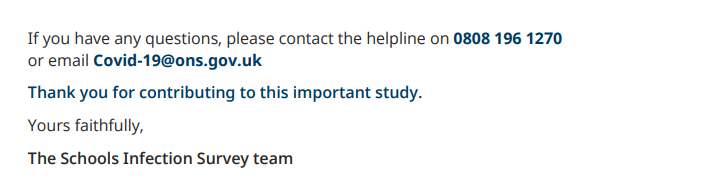 If you have any questions, please contact the helpline on 0808 196 1270
or email Covid-19@ons.gov.uk
Thank you for contributing to this important study.
Yours faithfully,
The Schools Infection Survey team